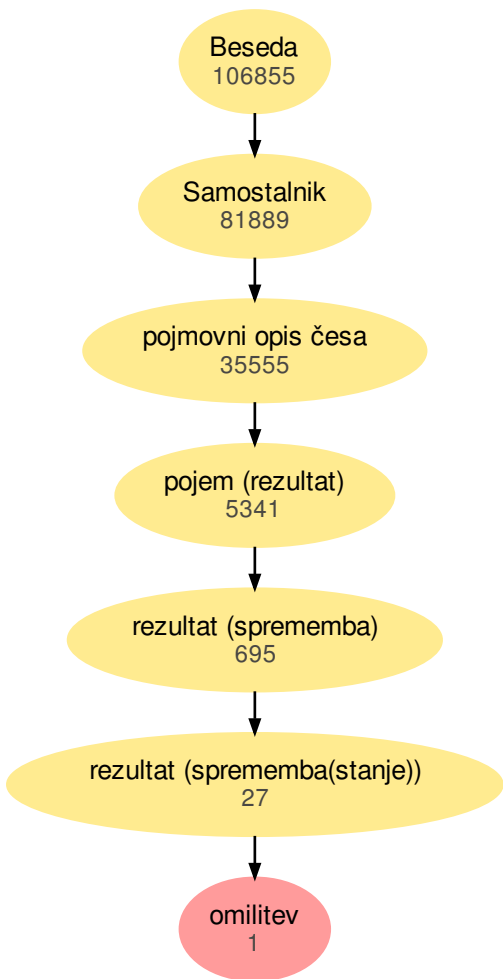 Beseda
106855
Samostalnik
81889
pojmovni opis česa
35555
pojem (rezultat)
5341
rezultat (sprememba)
695
rezultat (sprememba(stanje))
27
omilitev
1